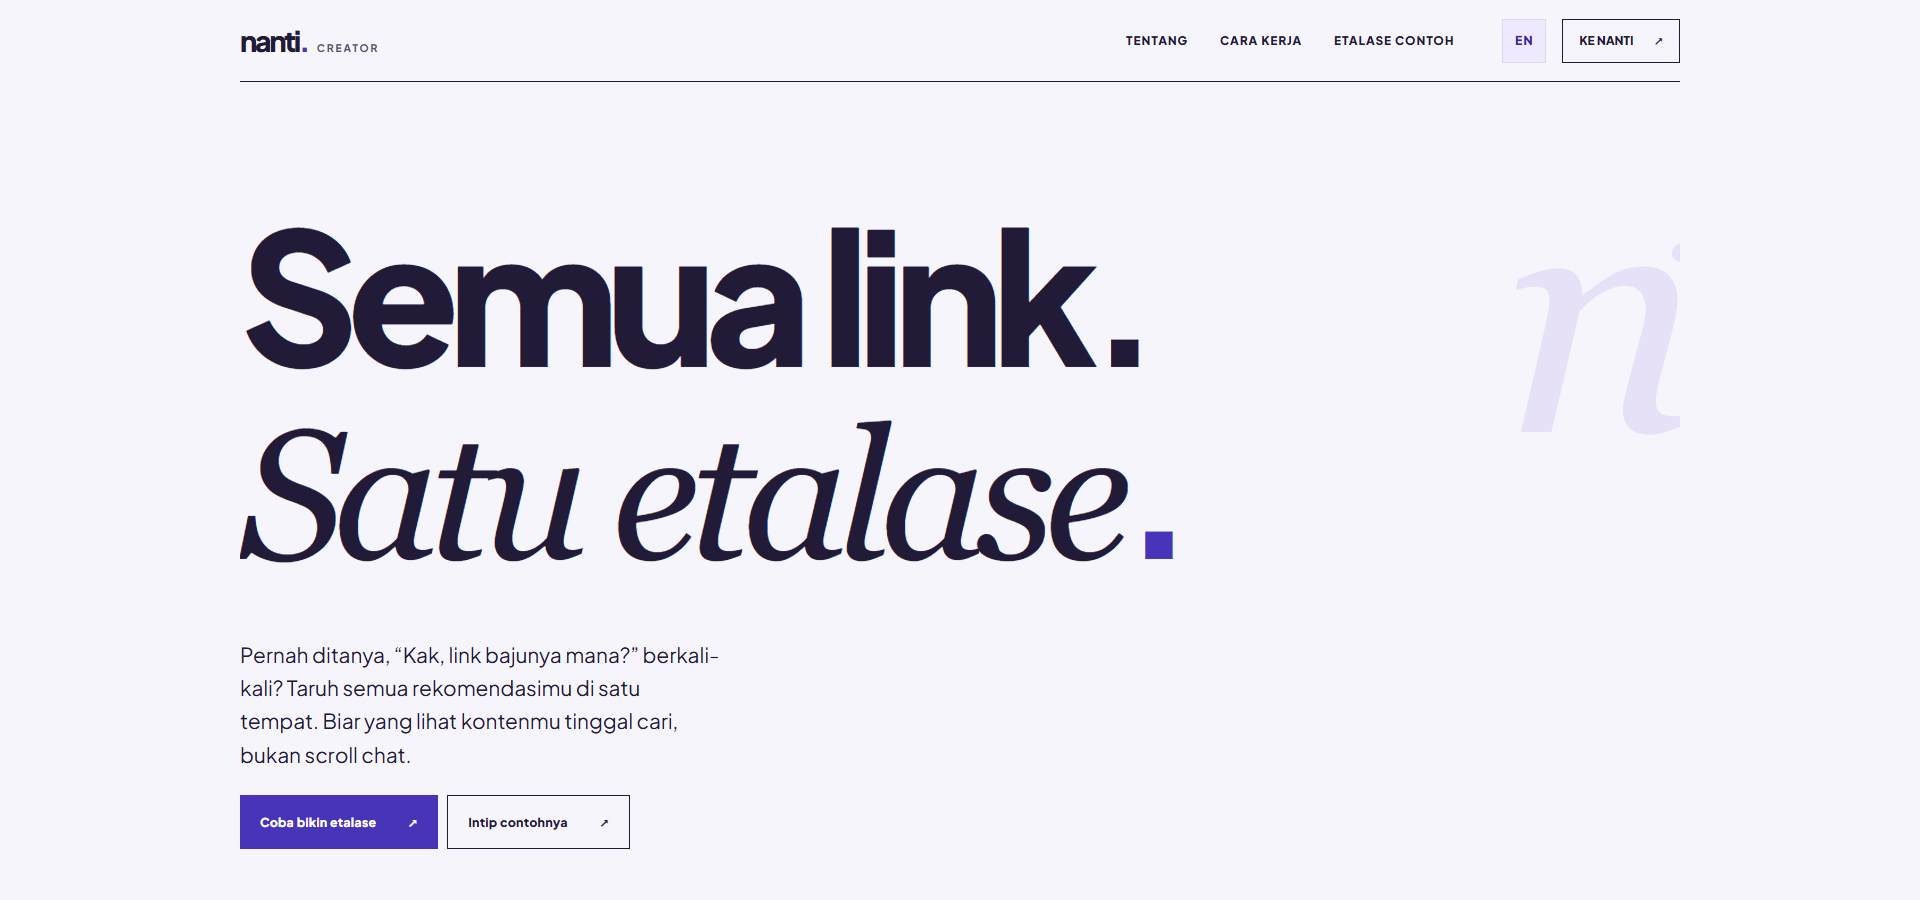 nanti. CREATOR
TENTANG CARA KERJA ETALASE CONTOH EN KE NANTI ↗
Semua link.
n
Satu etalase.
Pernah ditanya, “Kak, link bajunya mana?” berkali-
kali? Taruh semua rekomendasimu di satu
tempat. Biar yang lihat kontenmu tinggal cari,
bukan scroll chat.
Coba bikin etalase ↗
Intip contohnya ↗